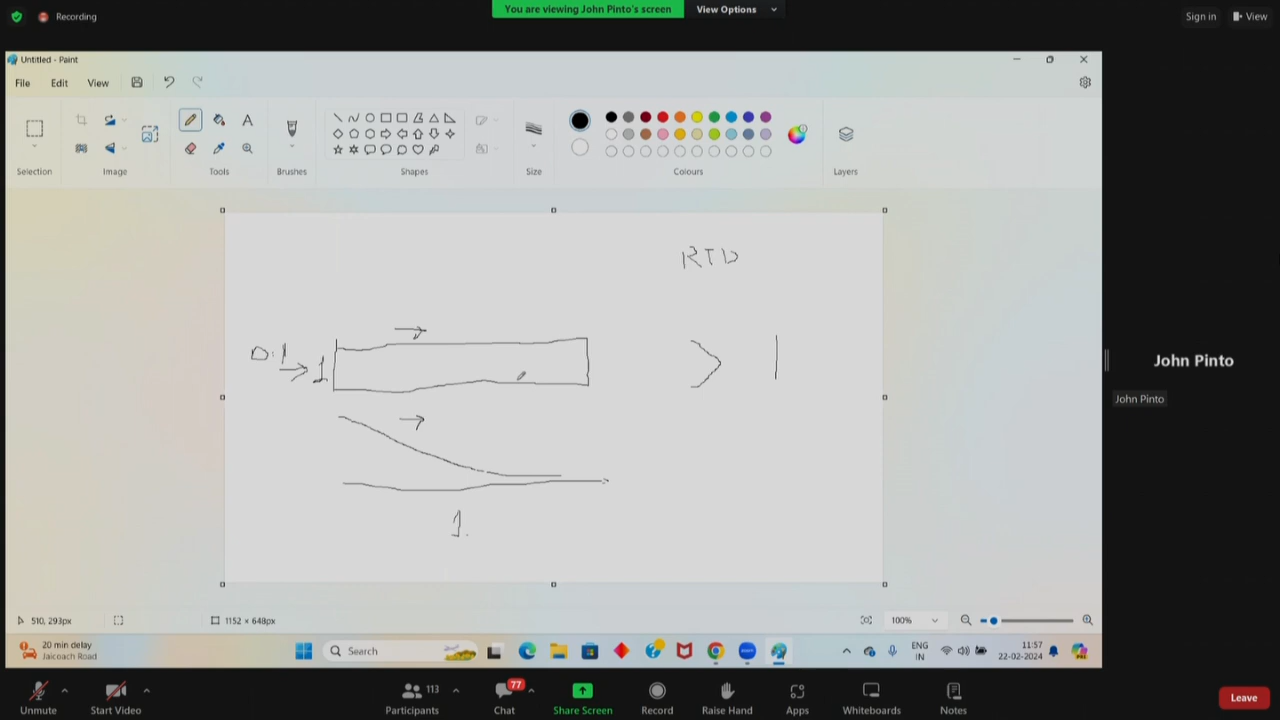 Recording
You are viewing John Pinto's screen
View Options
Sign in
View
Untitled - Paint
File
Edit
View
Selection
Image
Tools
Brushes
Shapes
Size
Colours
Layers
RTD
0.1
1
1.
John Pinto
John Pinto
510, 293px
1152 × 648px
100%
20 min delay
Jaicoach Road
Search
ENG
IN
11:57
22-02-2024
Unmute
Start Video
113
Participants
77
Chat
Share Screen
Record
Raise Hand
Apps
Whiteboards
Notes
Leave